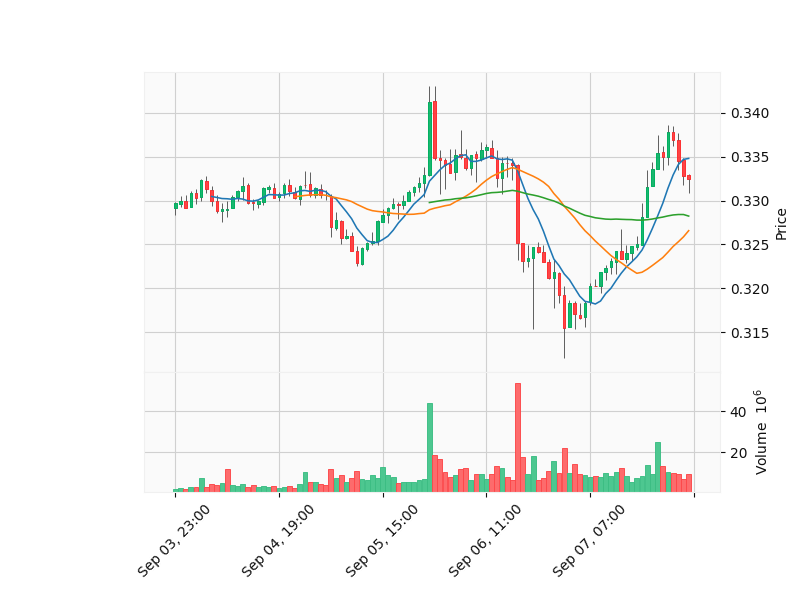 0.340
0.335
0.330
0.325
0.320
0.315
Price
40
20
Volume 10^6
Sep 03, 23:00
Sep 04, 19:00
Sep 05, 15:00
Sep 06, 11:00
Sep 07, 07:00